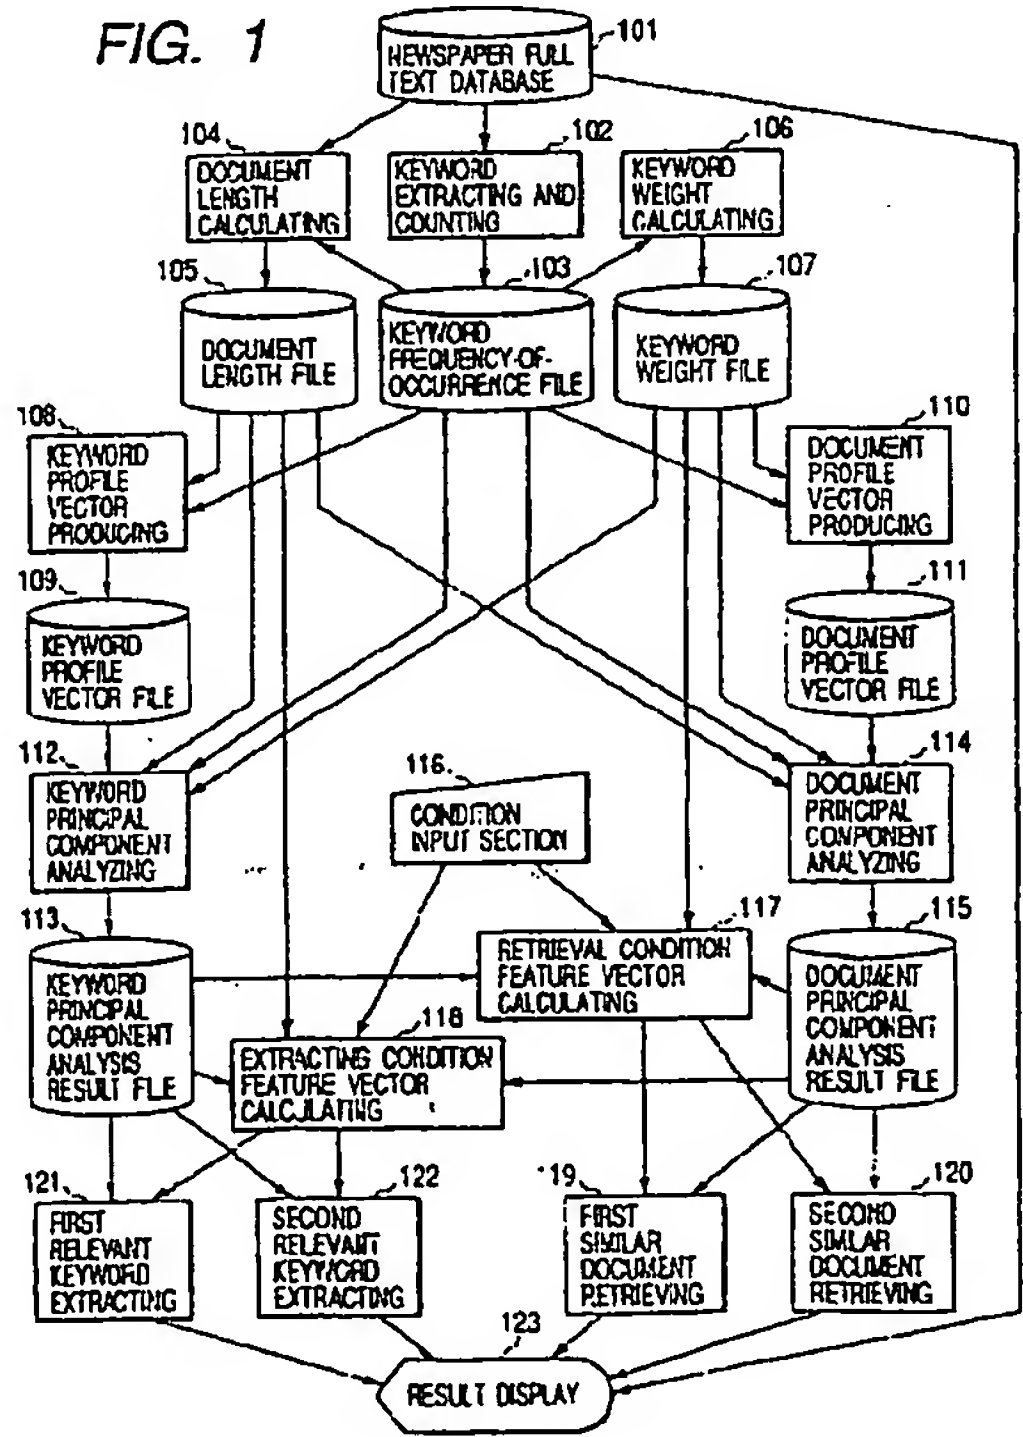 FIG. 1
101
NEWSPAPER FULL
TEXT DATABASE
104
DOCUMENT
LENGTH
CALCULATING
102
KEYWORD
EXTRACTING AND
COUNTING
106
KEYWORD
WEIGHT
CALCULATING
105
DOCUMENT
LENGTH FILE
103
KEYWORD
FREQUENCY-OF-
OCCURRENCE FILE
107
KEYWORD
WEIGHT FILE
108
KEYWORD
PROFILE
VECTOR
PRODUCING
110
DOCUMENT
PROFILE
VECTOR
PRODUCING
109
KEYWORD
PROFILE
VECTOR FILE
111
DOCUMENT
PROFILE
VECTOR FILE
112
KEYWORD
PRINCIPAL
COMPONENT
ANALYZING
116
CONDITION
INPUT SECTION
114
DOCUMENT
PRINCIPAL
COMPONENT
ANALYZING
113
KEYWORD
PRINCIPAL
COMPONENT
ANALYSIS
RESULT FILE
117
RETRIEVAL CONDITION
FEATURE VECTOR
CALCULATING
115
DOCUMENT
PRINCIPAL
COMPONENT
ANALYSIS
RESULT FILE
118
EXTRACTING CONDITION
FEATURE VECTOR
CALCULATING
121
FIRST
RELEVANT
KEYWORD
EXTRACTING
122
SECOND
RELEVANT
KEYWORD
EXTRACTING
119
FIRST
SIMILAR
DOCUMENT
RETRIEVING
120
SECOND
SIMILAR
DOCUMENT
RETRIEVING
123
RESULT DISPLAY